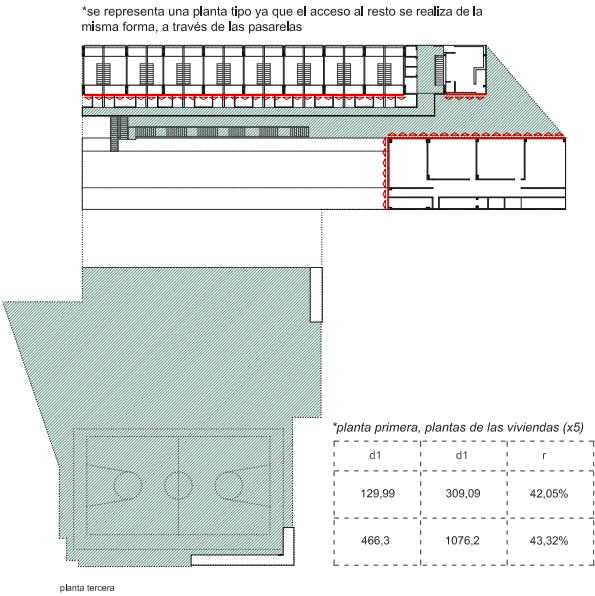 *se representa una planta tipo ya que el acceso al resto se realiza de la
misma forma, a través de las pasarelas
*planta primera, plantas de las viviendas (x5)
d1 d1 r
129,99 309,09 42,05%
466,3 1076,2 43,32%
planta tercera